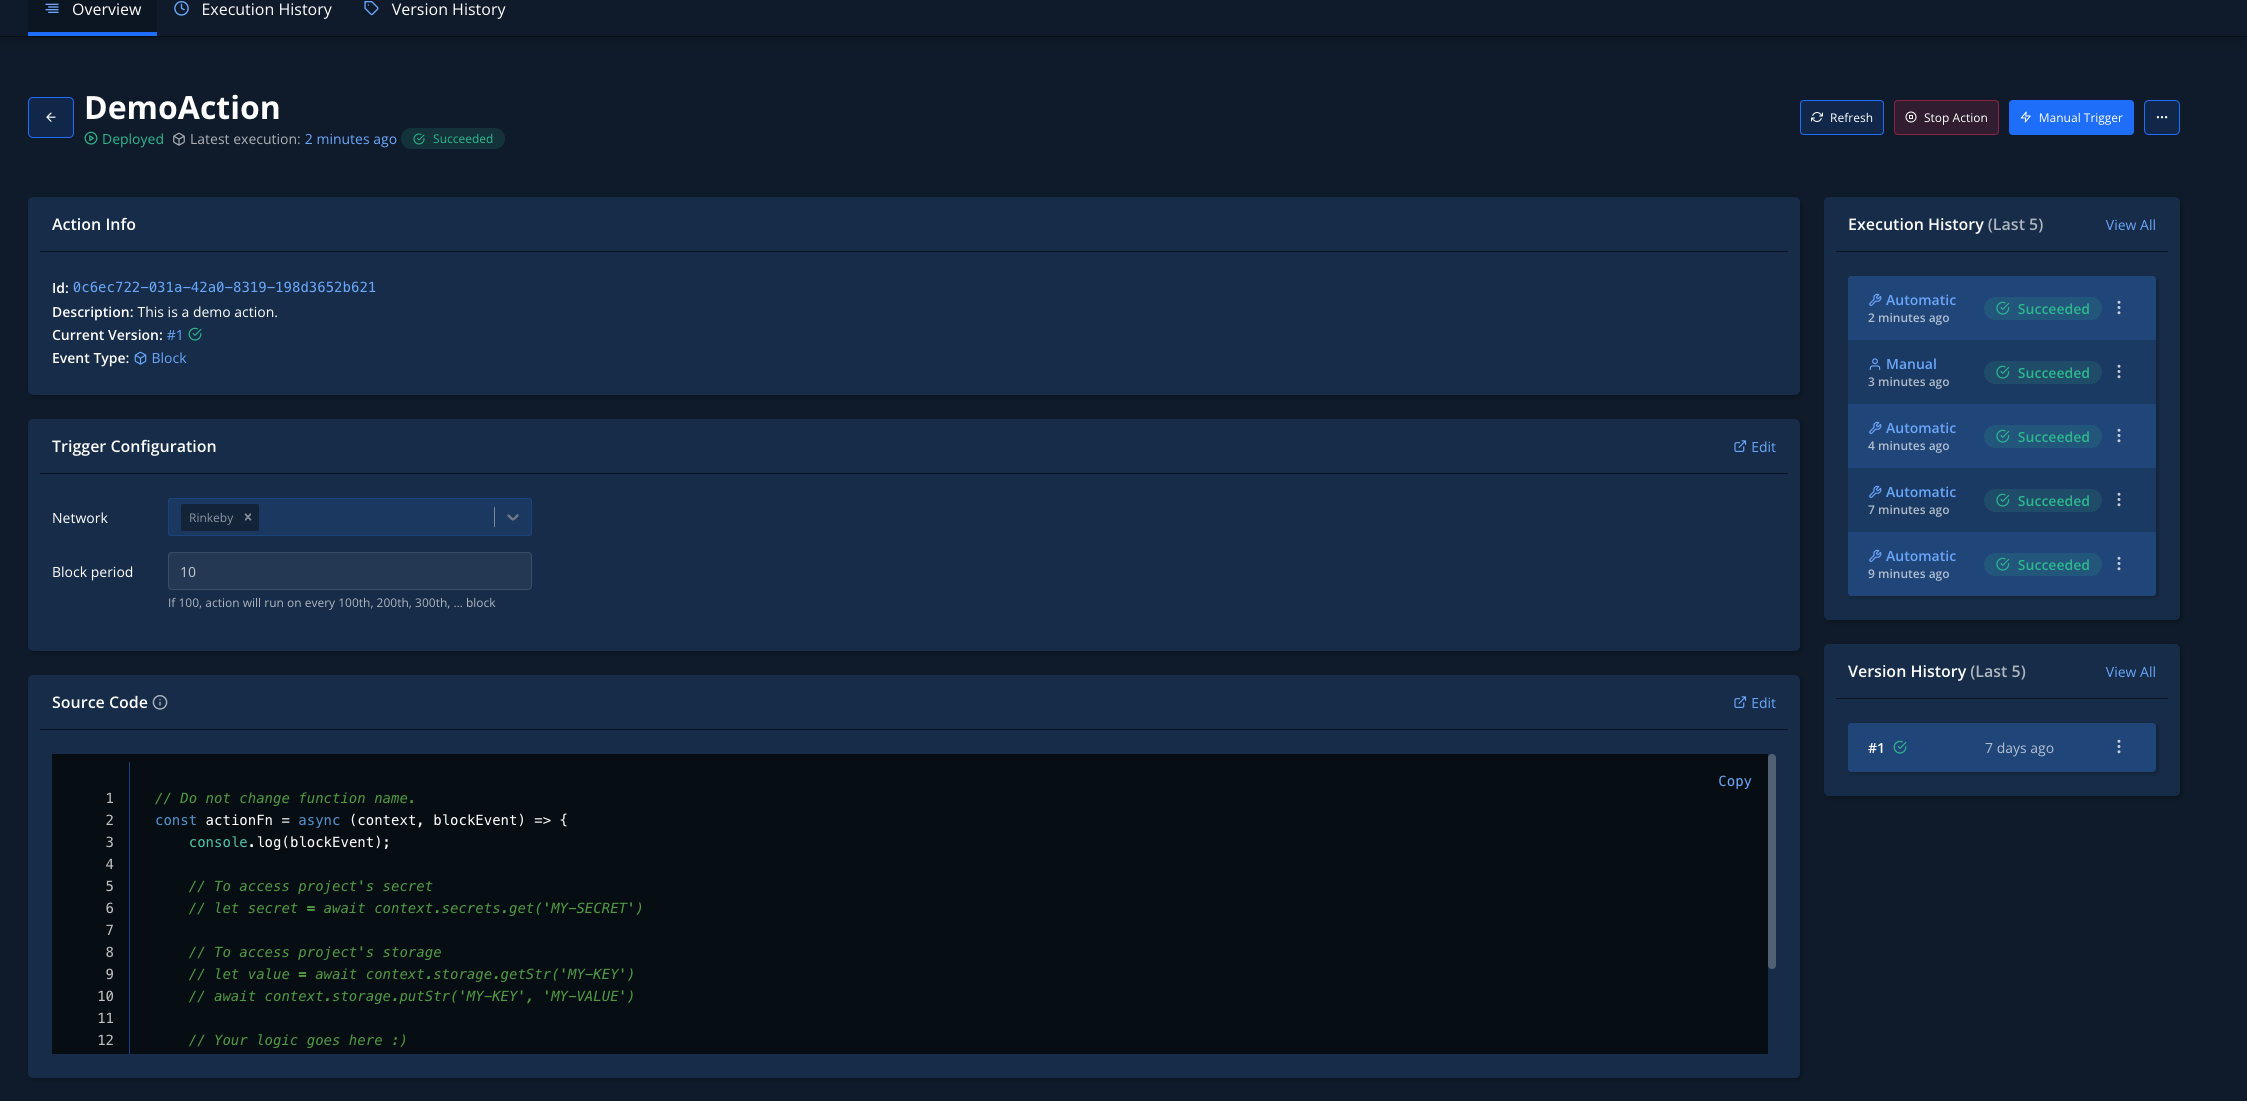 Overview Execution History Version History
DemoAction
Deployed Latest execution: 2 minutes ago Succeeded
Refresh Stop Action Manual Trigger ...
Action Info
Id: 0c6ec722-031a-42a0-8319-198d3652b621
Description: This is a demo action.
Current Version: #1
Event Type: Block
Trigger Configuration Edit
Network Rinkeby ×
Block period 10
If 100, action will run on every 100th, 200th, 300th, ... block
Source Code Edit
Copy
1 // Do not change function name.
2 const actionFn = async (context, blockEvent) => {
3 console.log(blockEvent);
4
5 // To access project's secret
6 // let secret = await context.secrets.get('MY-SECRET')
7
8 // To access project's storage
9 // let value = await context.storage.getStr('MY-KEY')
10 // await context.storage.putStr('MY-KEY', 'MY-VALUE')
11
12 // Your logic goes here :)
Execution History (Last 5) View All
Automatic
2 minutes ago
Succeeded
Manual
3 minutes ago
Succeeded
Automatic
4 minutes ago
Succeeded
Automatic
7 minutes ago
Succeeded
Automatic
9 minutes ago
Succeeded
Version History (Last 5) View All
#1 7 days ago